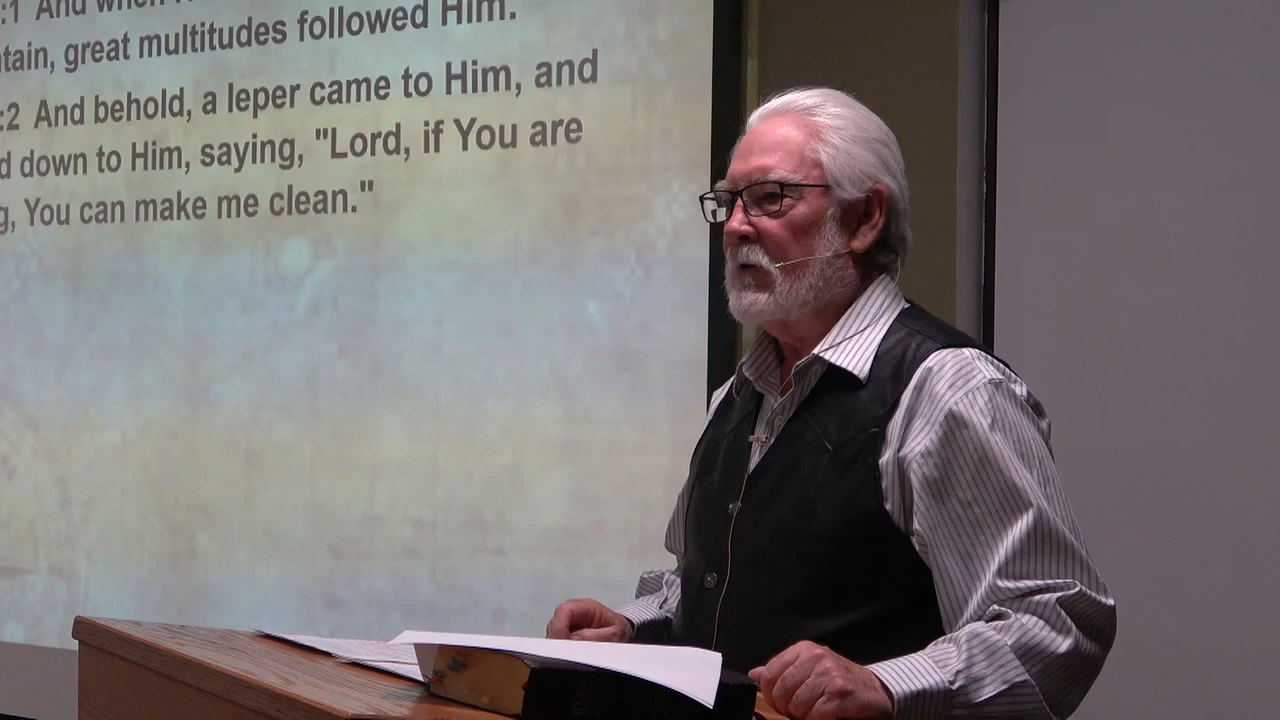 :1 And when
tain, great multitudes followed Him.
:2 And behold, a leper came to Him, and
d down to Him, saying, "Lord, if You are
g, You can make me clean."